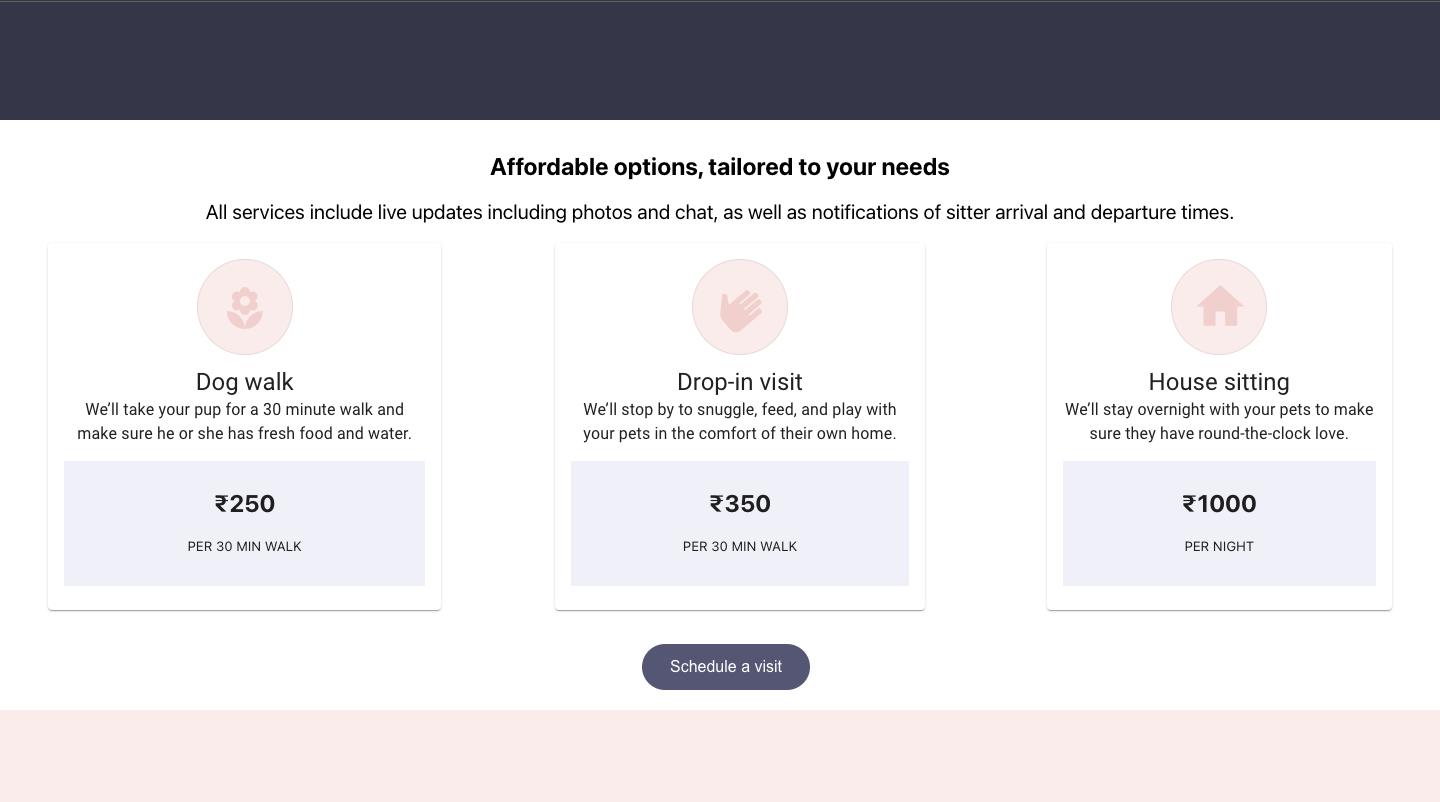 Affordable options, tailored to your needs
All services include live updates including photos and chat, as well as notifications of sitter arrival and departure times.
Dog walk
We’ll take your pup for a 30 minute walk and
make sure he or she has fresh food and water.
₹250
PER 30 MIN WALK
Drop-in visit
We’ll stop by to snuggle, feed, and play with
your pets in the comfort of their own home.
₹350
PER 30 MIN WALK
House sitting
We’ll stay overnight with your pets to make
sure they have round-the-clock love.
₹1000
PER NIGHT
Schedule a visit